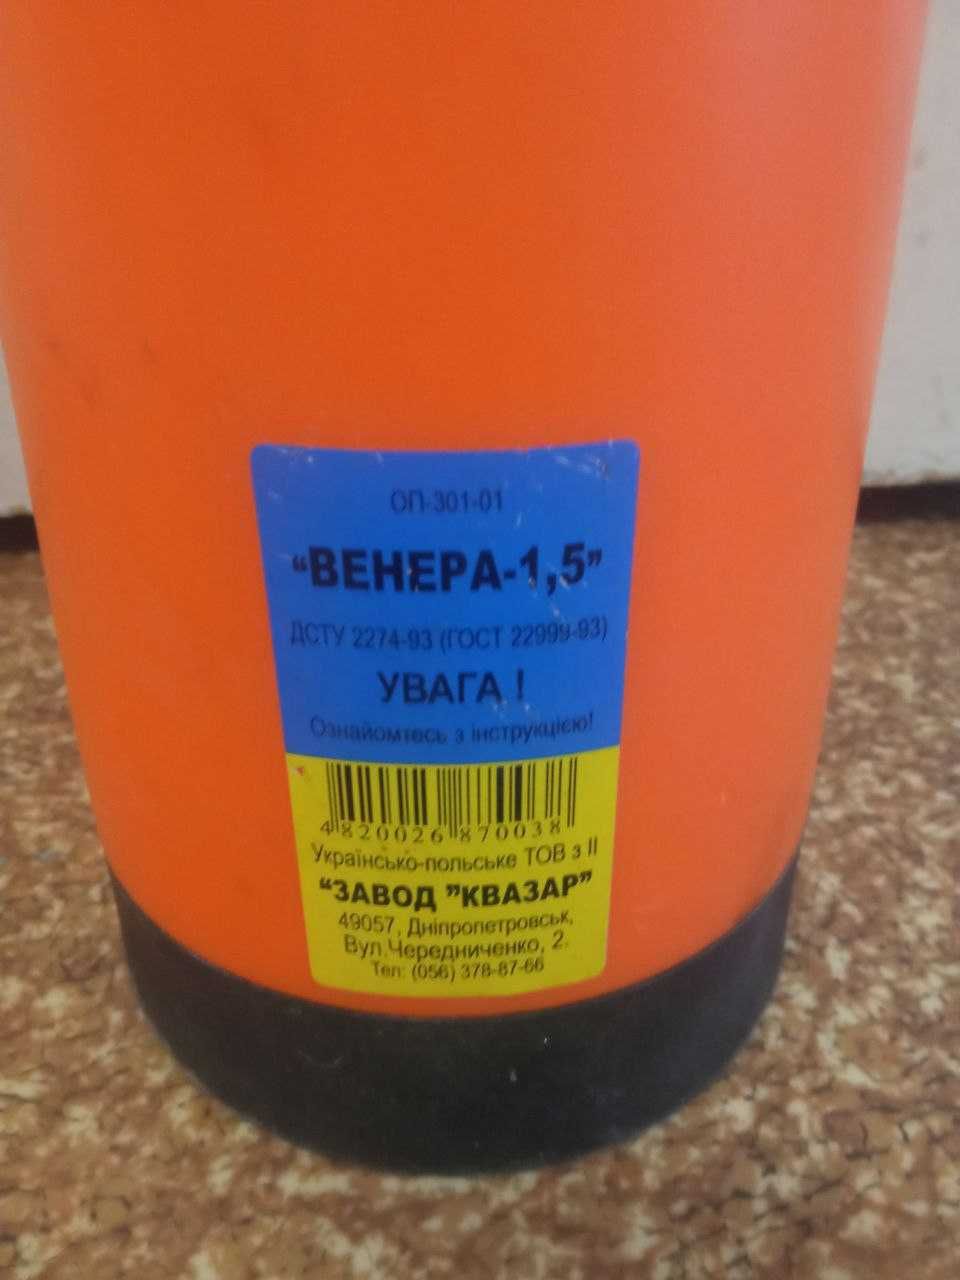 ОП-301-01
“ВЕНЕРА-1,5”
ДСТУ 2274-93 (ГОСТ 22999-93)
УВАГА !
Ознайомтесь з інструкцією!
4820026870038
Українсько-польське ТОВ з ІІ
“ЗАВОД ”КВАЗАР”
49057, Дніпропетровськ,
Вул.Чередниченко, 2.
Тел: (056) 378-87-66